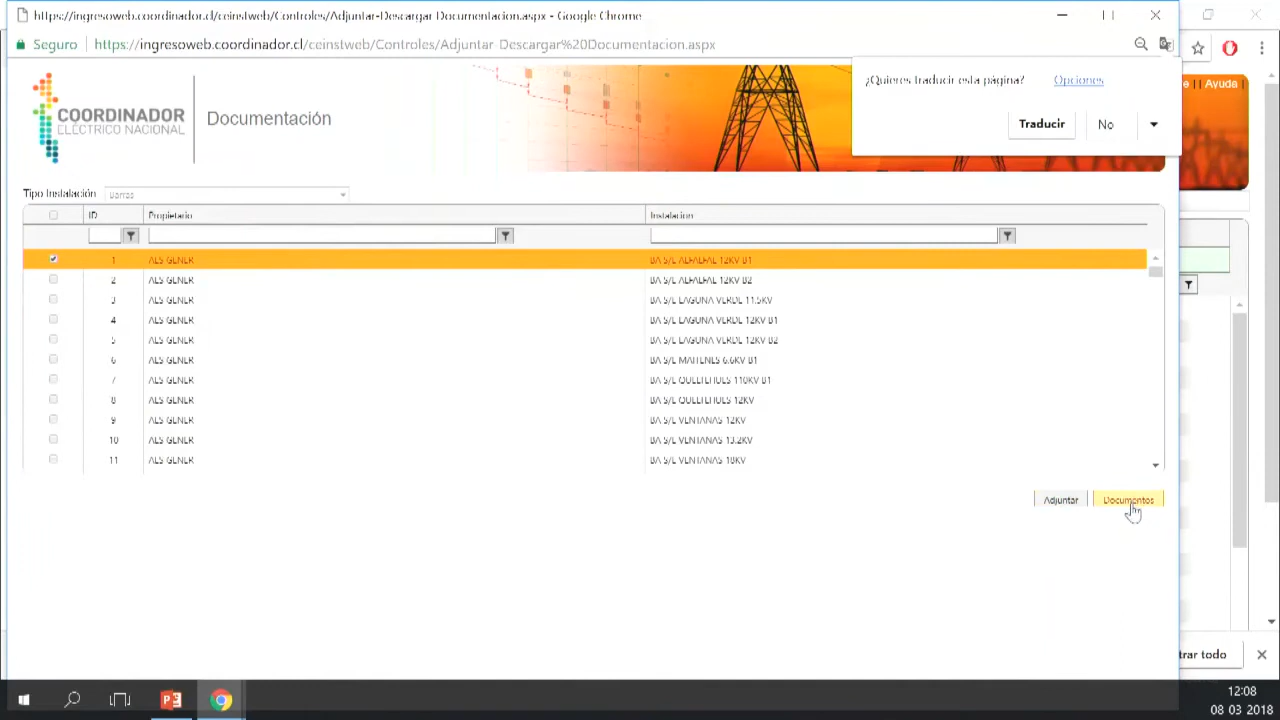 https://ingresoweb.coordinador.cl/ceinstweb/Controles/Adjuntar-Descargar Documentacion.aspx - Google Chrome
Seguro https://ingresoweb.coordinador.cl/ceinstweb/Controles/Adjuntar Descargar%20Documentacion.aspx
¿Quieres traducir esta página? Opciones
Traducir No
Ayuda
COORDINADOR
ELÉCTRICO NACIONAL
Documentación
Tipo Instalación Barras
ID Propietario Instalacion
1 AES GENER BA S/E ALFALFAL 12KV B1
2 AES GENER BA S/E ALFALFAL 12KV B2
3 AES GENER BA S/E LAGUNA VERDE 11.5KV
4 AES GENER BA S/E LAGUNA VERDE 12KV B1
5 AES GENER BA S/E LAGUNA VERDE 12KV B2
6 AES GENER BA S/E MAITENES 6.6KV B1
7 AES GENER BA S/E QUELTEHUES 110KV B1
8 AES GENER BA S/E QUELTEHUES 12KV
9 AES GENER BA S/E VENTANAS 12KV
10 AES GENER BA S/E VENTANAS 13.2KV
11 AES GENER BA S/E VENTANAS 18KV
Adjuntar Documentos
trar todo
12:08
08-03-2018